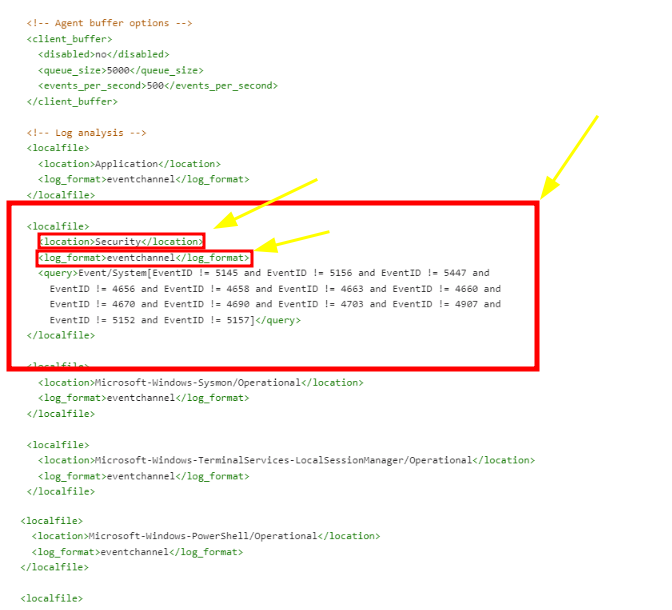 <!-- Agent buffer options -->
<client_buffer>
<disabled>no</disabled>
<queue_size>5000</queue_size>
<events_per_second>500</events_per_second>
</client_buffer>
<!-- Log analysis -->
<localfile>
<location>Application</location>
<log_format>eventchannel</log_format>
</localfile>
<localfile>
<location>Security</location>
<log_format>eventchannel</log_format>
<query>Event/System[EventID != 5145 and EventID != 5156 and EventID != 5447 and
EventID != 4656 and EventID != 4658 and EventID != 4663 and EventID != 4660 and
EventID != 4670 and EventID != 4690 and EventID != 4703 and EventID != 4907 and
EventID != 5152 and EventID != 5157]</query>
</localfile>
<localfile>
<location>Microsoft-Windows-Sysmon/Operational</location>
<log_format>eventchannel</log_format>
</localfile>
<localfile>
<location>Microsoft-Windows-TerminalServices-LocalSessionManager/Operational</location>
<log_format>eventchannel</log_format>
</localfile>
<localfile>
<location>Microsoft-Windows-PowerShell/Operational</location>
<log_format>eventchannel</log_format>
</localfile>
<localfile>